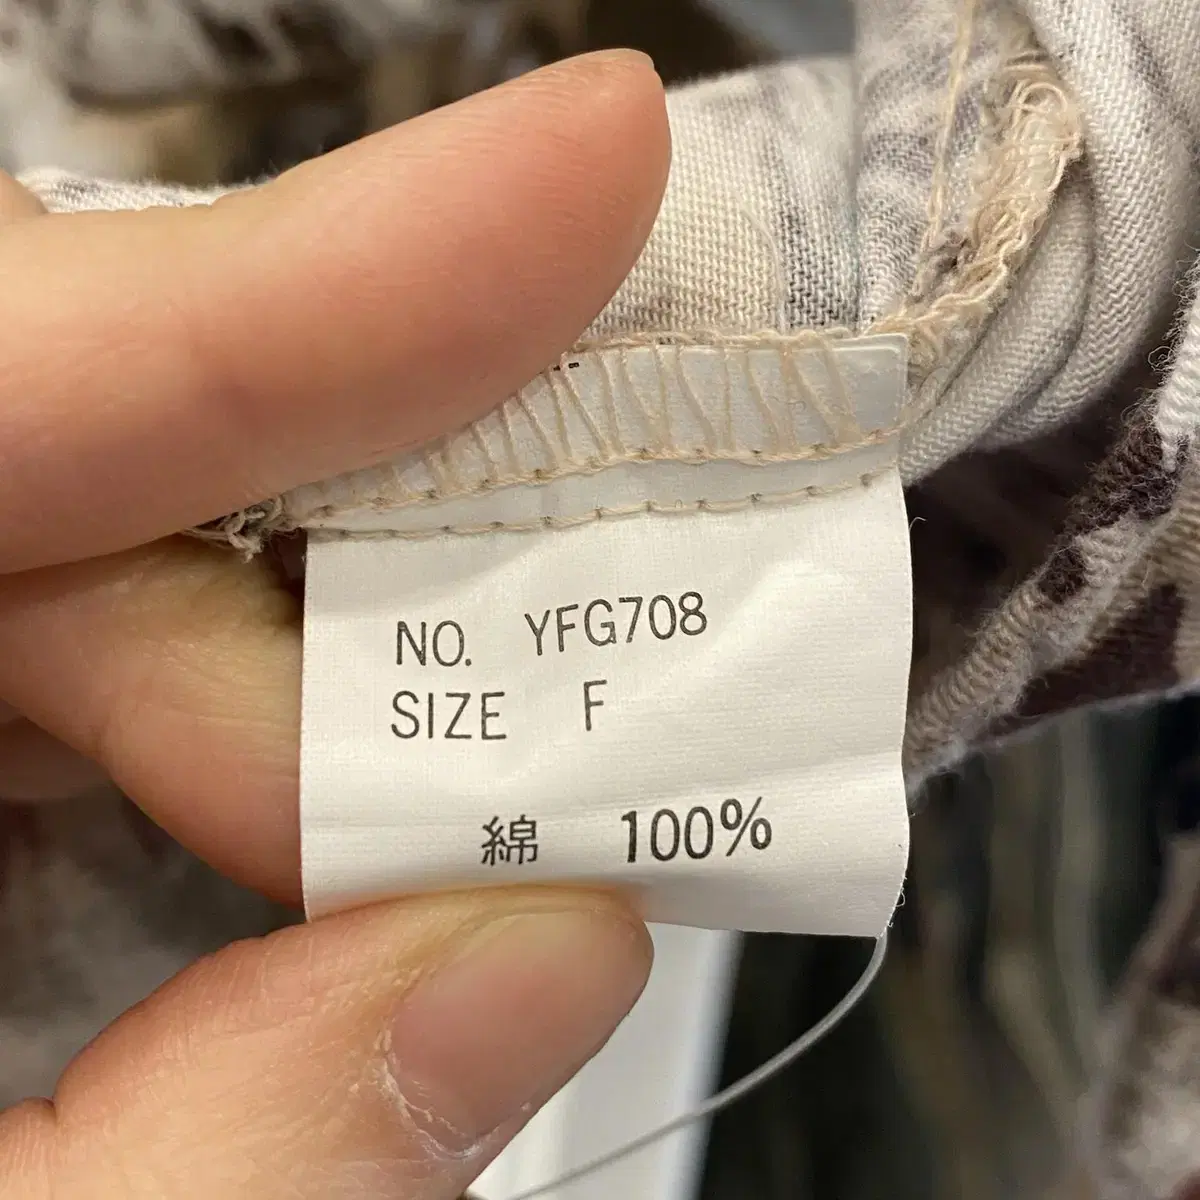 NO. YFG708
SIZE F
綿 100%